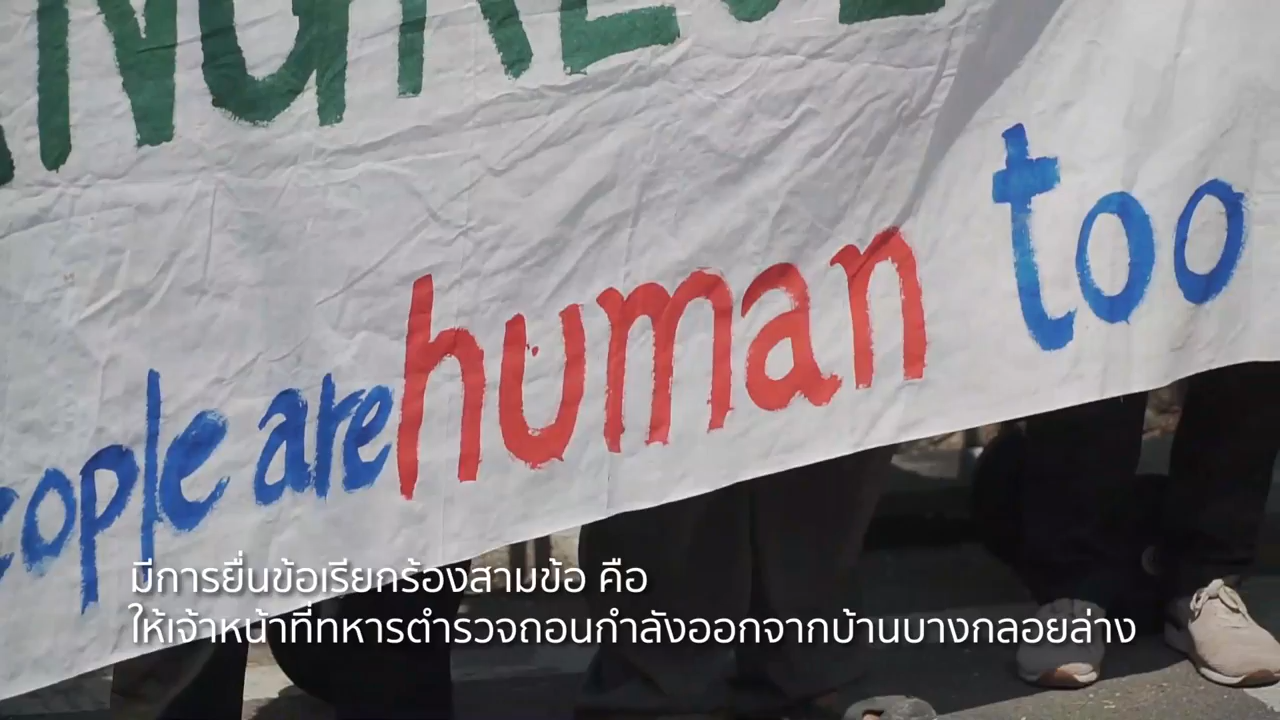 eople are human too
มีการยื่นข้อเรียกร้องสามข้อ คือ
ให้เจ้าหน้าที่ทหารตำรวจถอนกำลังออกจากบ้านบางกลอยล่าง